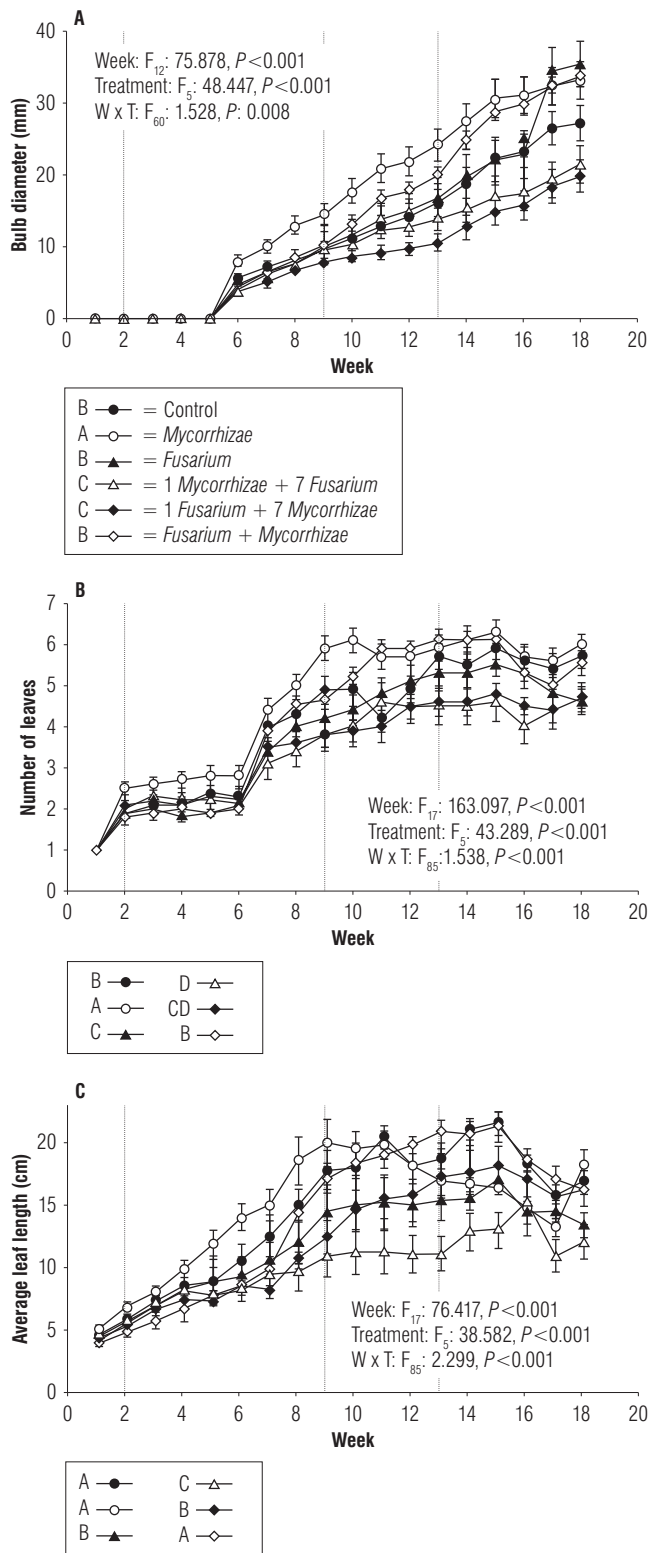 A
40
30
20
10
0
Bulb diameter (mm)
Week: F12: 75.878, P<0.001
Treatment: F5: 48.447, P<0.001
W x T: F60: 1.528, P: 0.008
0 2 4 6 8 10 12 14 16 18 20
Week
B = Control
A = Mycorrhizae
B = Fusarium
C = 1 Mycorrhizae + 7 Fusarium
C = 1 Fusarium + 7 Mycorrhizae
B = Fusarium + Mycorrhizae
B
7
6
5
4
3
2
1
0
Number of leaves
Week: F17: 163.097, P<0.001
Treatment: F5: 43.289, P<0.001
W x T: F85:1.538, P<0.001
0 2 4 6 8 10 12 14 16 18 20
Week
B D
A CD
C B
C
20
15
10
5
0
Average leaf length (cm)
Week: F17: 76.417, P<0.001
Treatment: F5: 38.582, P<0.001
W x T: F85: 2.299, P<0.001
0 2 4 6 8 10 12 14 16 18 20
Week
A C
A B
B A